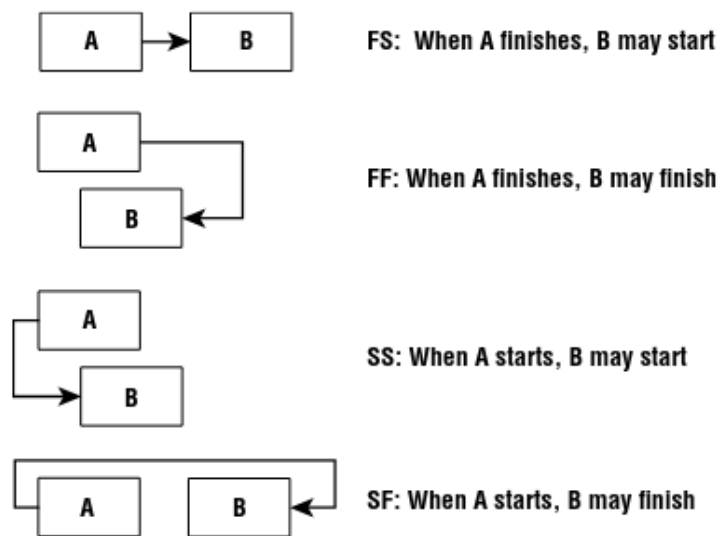 A B FS: When A finishes, B may start
A
FF: When A finishes, B may finish
B
A
SS: When A starts, B may start
B
A B SF: When A starts, B may finish